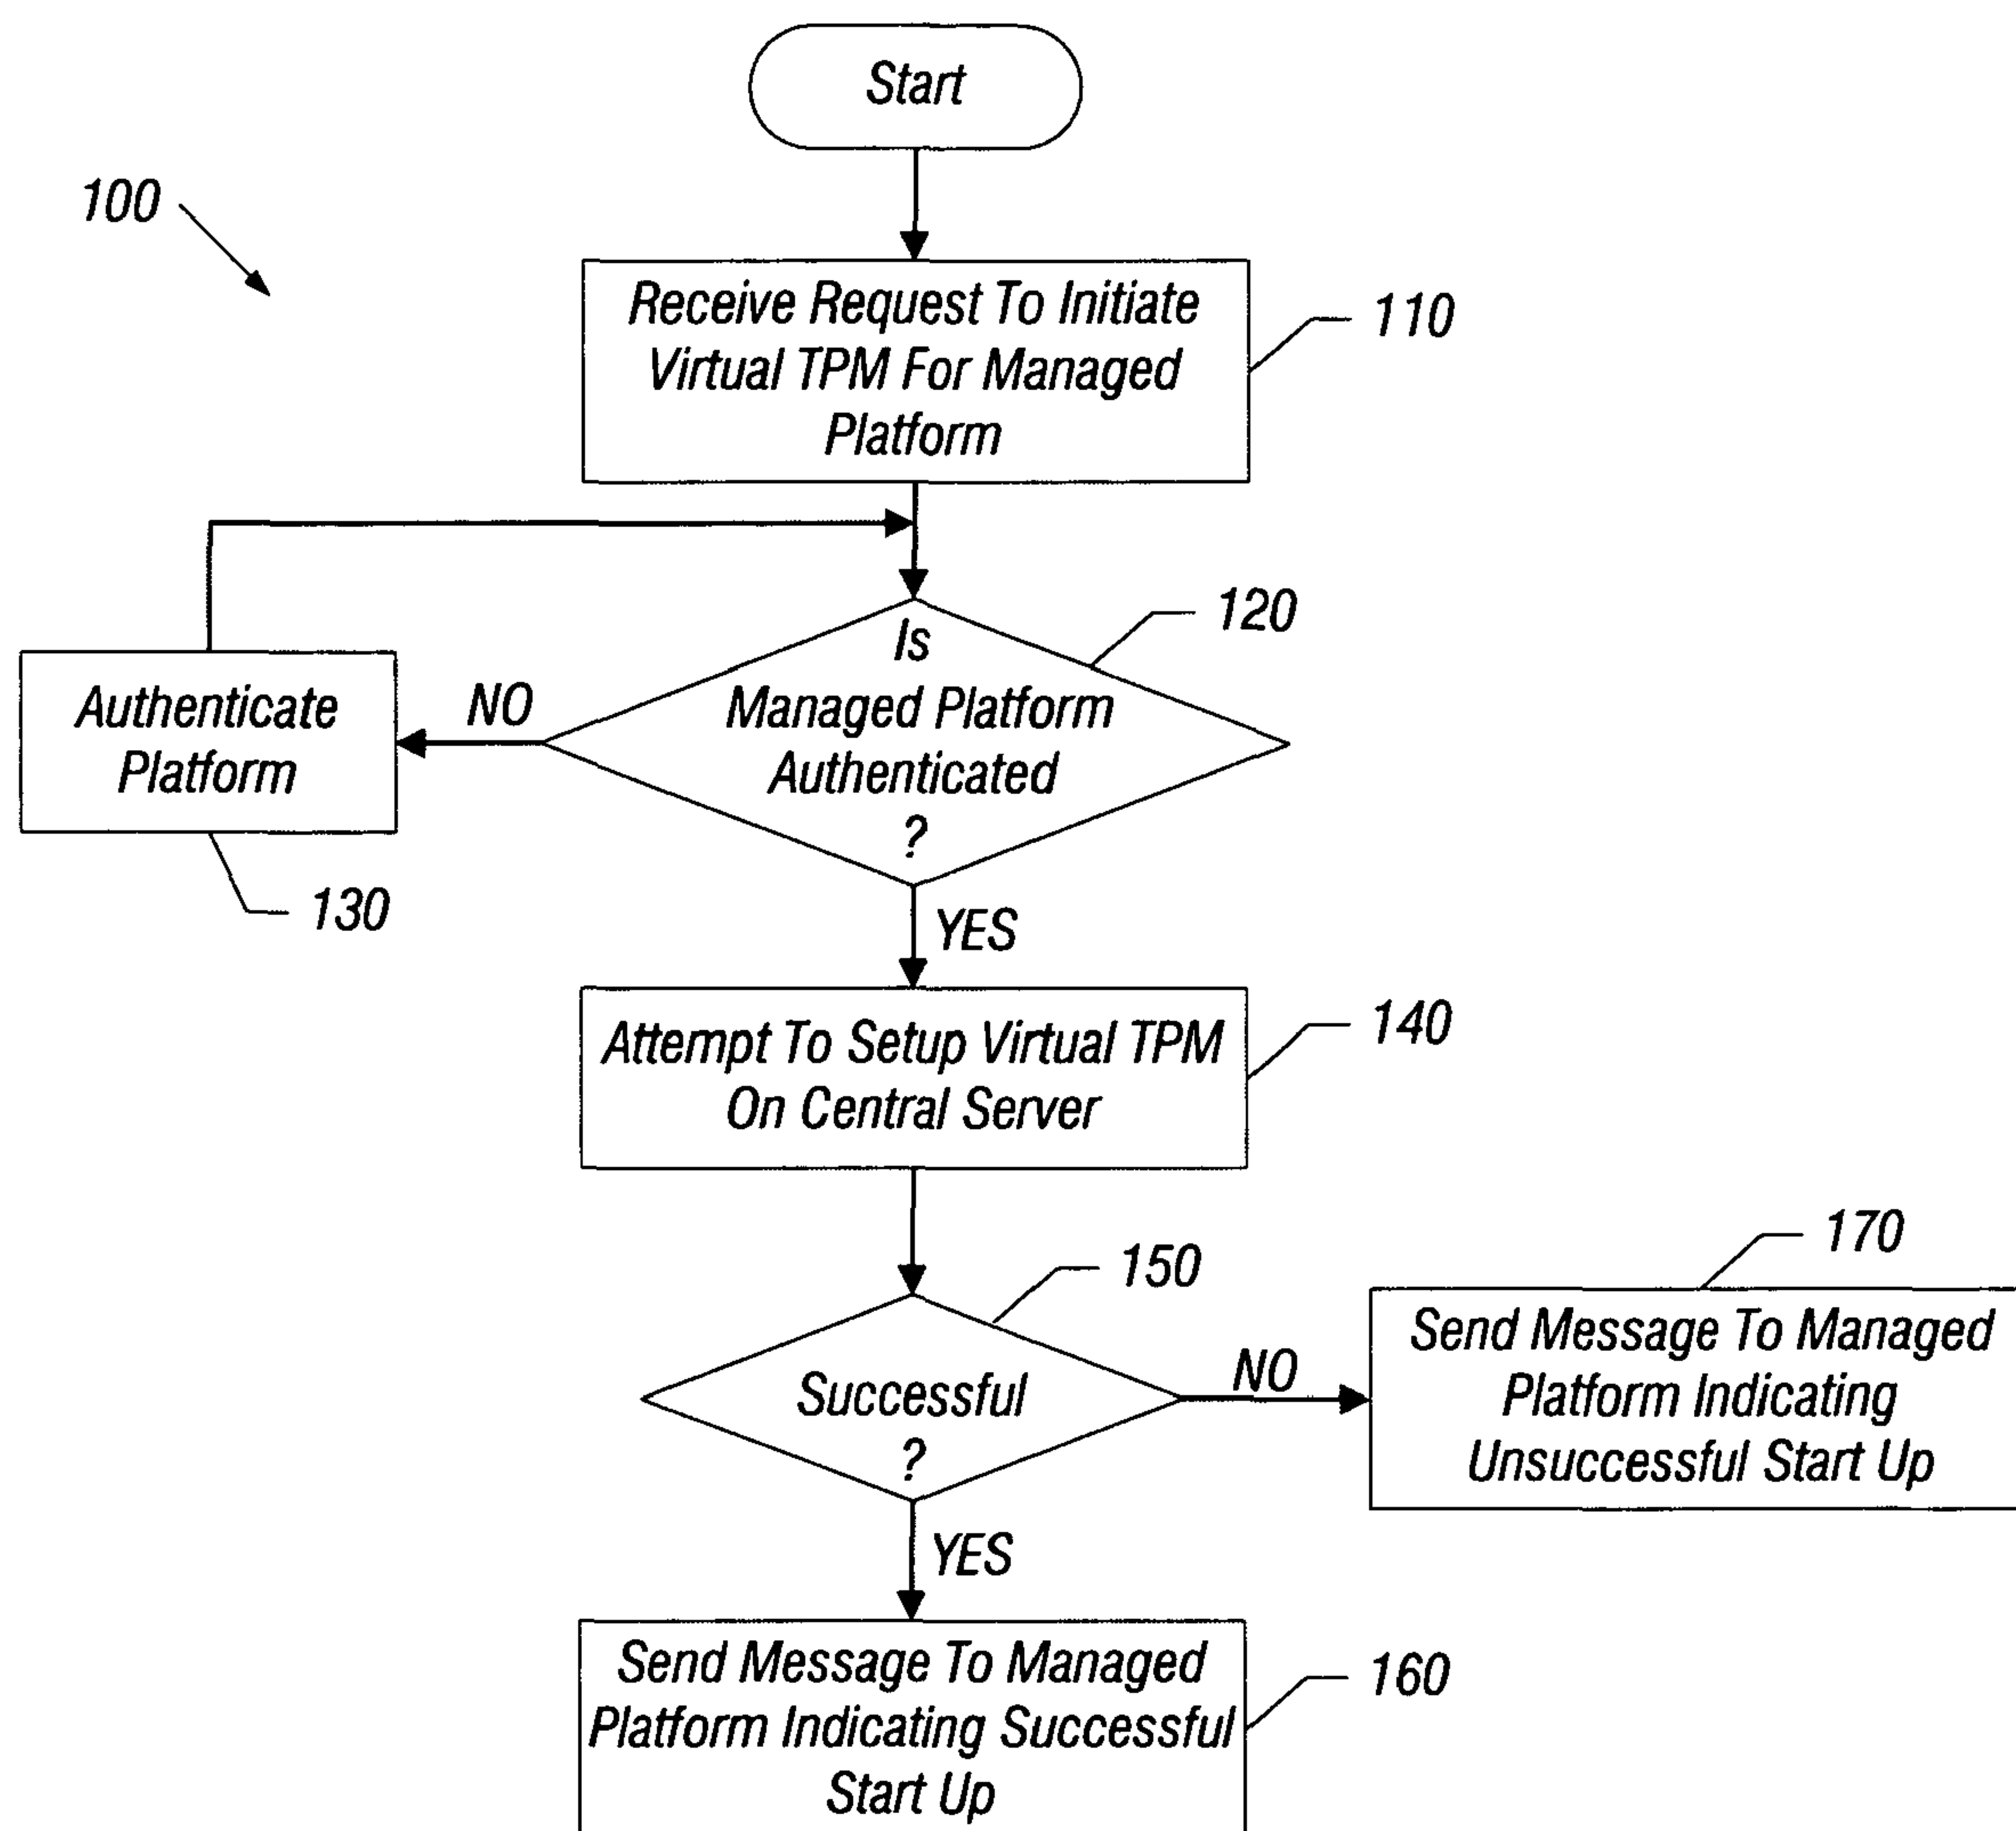 Start
100
Receive Request To Initiate
Virtual TPM For Managed
Platform
110
Is
Managed Platform
Authenticated
?
120
NO
Authenticate
Platform
130
YES
Attempt To Setup Virtual TPM
On Central Server
140
Successful
?
150
NO
Send Message To Managed
Platform Indicating
Unsuccessful Start Up
170
YES
Send Message To Managed
Platform Indicating Successful
Start Up
160